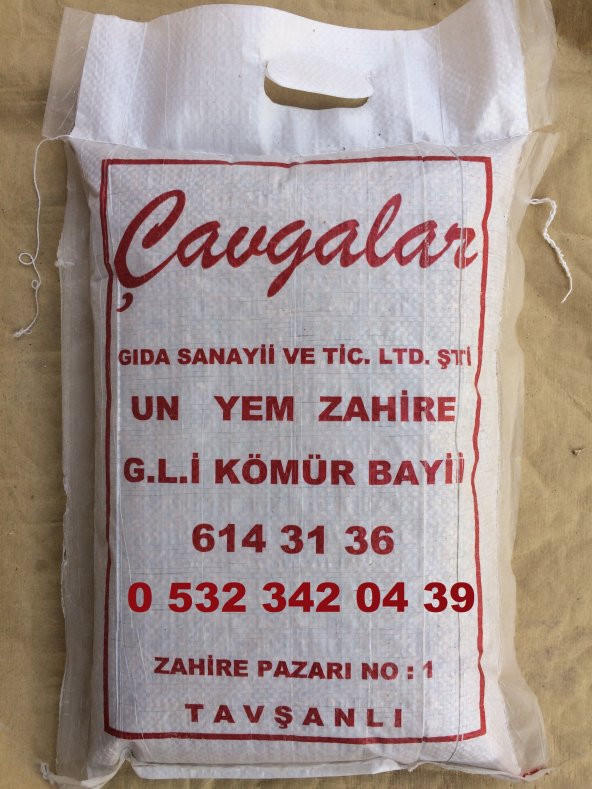 Çavgalar
GIDA SANAYİİ VE TİC. LTD. ŞTİ
UN YEM ZAHİRE
G.L.İ KÖMÜR BAYİİ
614 31 36
0 532 342 04 39
ZAHİRE PAZARI NO : 1
TAVŞANLI